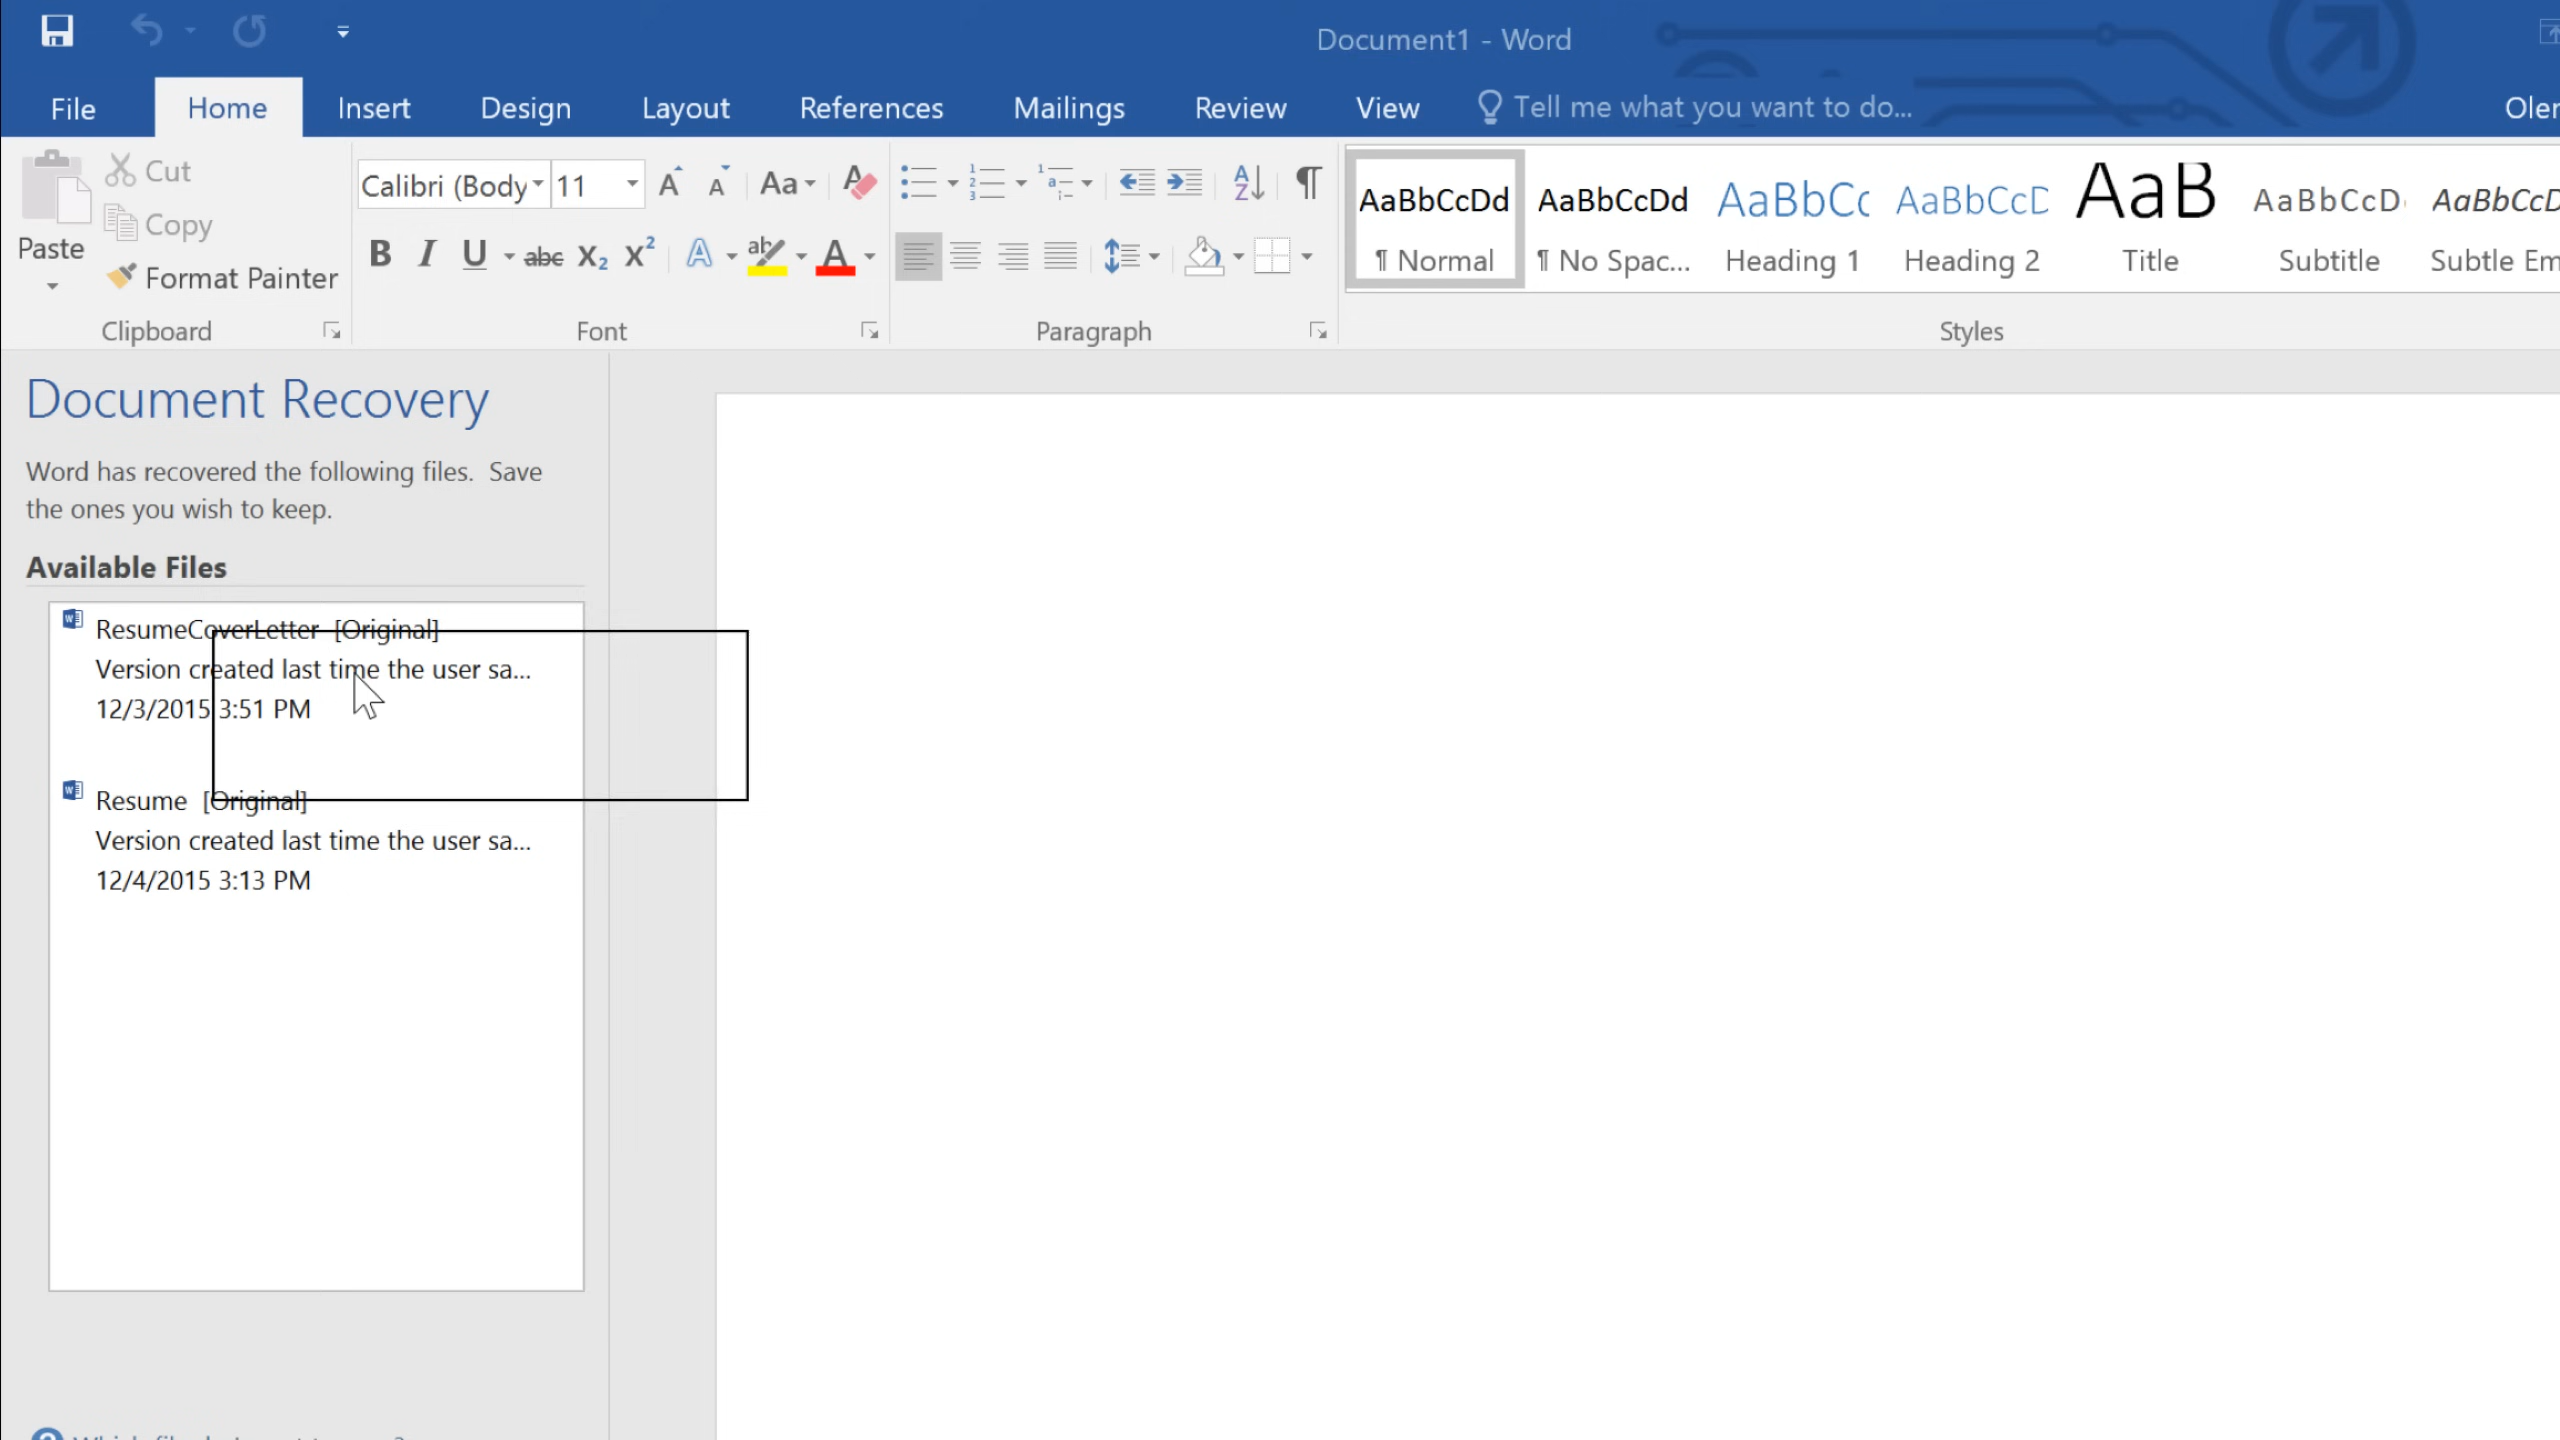 Document1 - Word
File Home Insert Design Layout References Mailings Review View Tell me what you want to do...
Cut
Copy
Paste
Format Painter
Clipboard
Calibri (Body 11
Font
Paragraph
AaBbCcDd AaBbCcDd AaBbCc AaBbCcD AaB AaBbCcD AaBbCcD
¶ Normal ¶ No Spac... Heading 1 Heading 2 Title Subtitle Subtle Em
Styles
Document Recovery
Word has recovered the following files. Save
the ones you wish to keep.
Available Files
ResumeCoverLetter [Original]
Version created last time the user sa...
12/3/2015 3:51 PM
Resume [Original]
Version created last time the user sa...
12/4/2015 3:13 PM